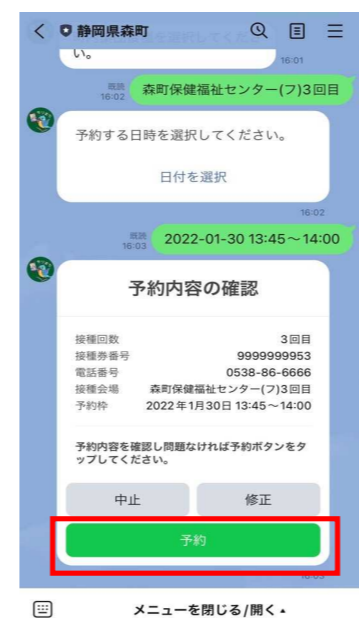 静岡県森町
い。
16:01
既読
16:02
森町保健福祉センター(フ)3回目
予約する日時を選択してください。
日付を選択
16:02
既読
16:03
2022-01-30 13:45～14:00
予約内容の確認
接種回数 3回目
接種券番号 9999999953
電話番号 0538-86-6666
接種会場 森町保健福祉センター(フ)3回目
予約枠 2022年1月30日 13:45～14:00
予約内容を確認し問題なければ予約ボタンをタ
ップしてください。
中止 修正
予約
メニューを閉じる/開く▲